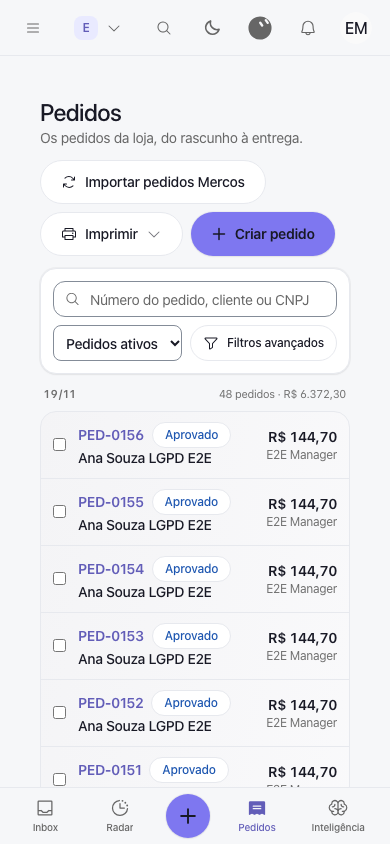 E
EM
Pedidos
Os pedidos da loja, do rascunho à entrega.
Importar pedidos Mercos
Imprimir
Criar pedido
Número do pedido, cliente ou CNPJ
Pedidos ativos
Filtros avançados
19/11
48 pedidos · R$ 6.372,30
PED-0156 Aprovado R$ 144,70
Ana Souza LGPD E2E E2E Manager
PED-0155 Aprovado R$ 144,70
Ana Souza LGPD E2E E2E Manager
PED-0154 Aprovado R$ 144,70
Ana Souza LGPD E2E E2E Manager
PED-0153 Aprovado R$ 144,70
Ana Souza LGPD E2E E2E Manager
PED-0152 Aprovado R$ 144,70
Ana Souza LGPD E2E E2E Manager
PED-0151 Aprovado R$ 144,70
Inbox
Radar
Pedidos
Inteligência